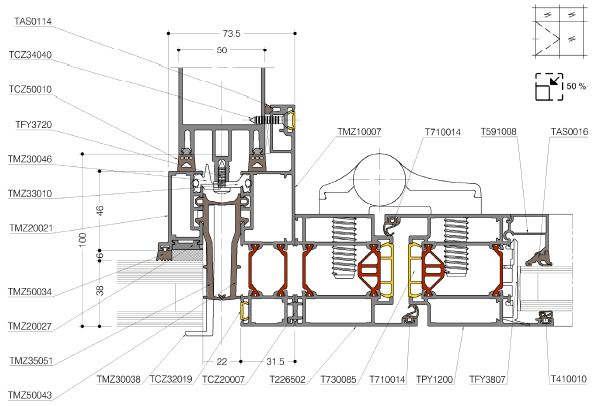 TAS0114
TCZ34040
TCZ50010
TFY3720
TMZ30046
TMZ33010
TMZ20021
TMZ50034
TMZ20027
TMZ35051
TMZ50043
73.5
50
TMZ10007
T710014
T591008
TAS0016
50 %
100
46
6
38
22
31.5
TMZ30038
TCZ32019
TCZ20007
T226502
T730085
T710014
TPY1200
TFY3807
T410010